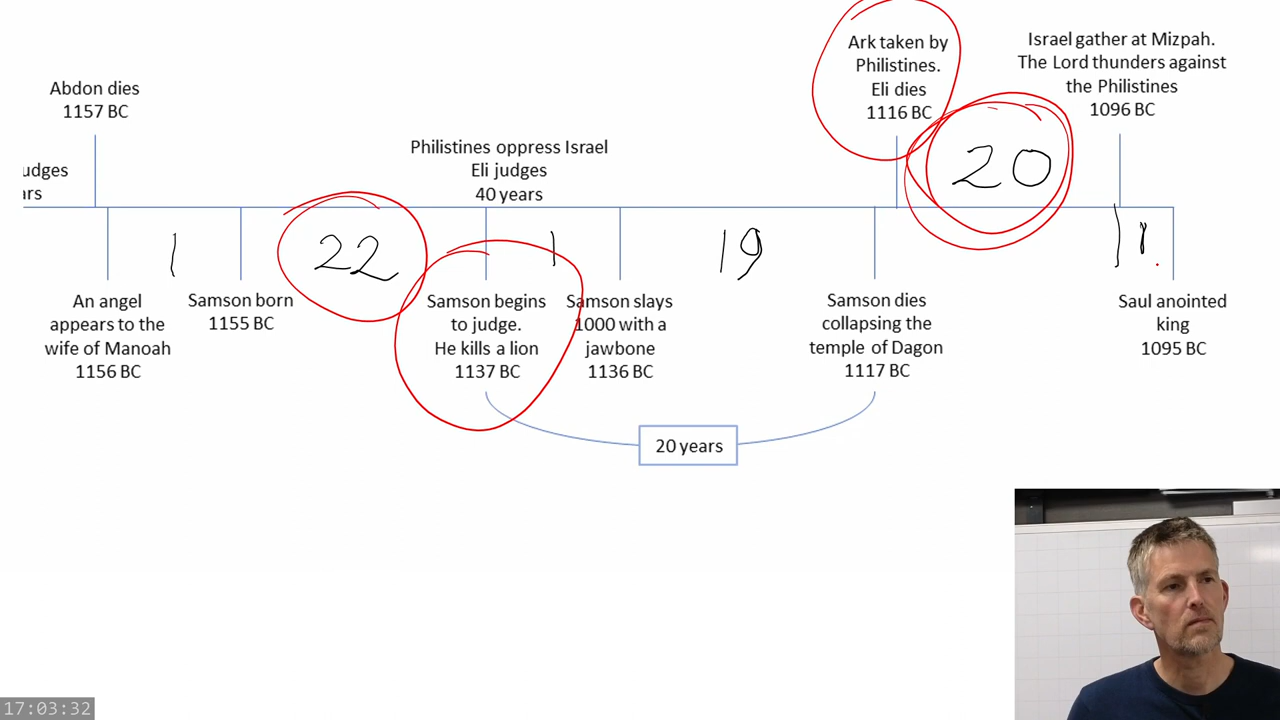 Abdon dies
1157 BC
Ark taken by
Philistines.
Eli dies
1116 BC
Israel gather at Mizpah.
The Lord thunders against
the Philistines
1096 BC
udges
Philistines oppress Israel
Eli judges
40 years
20
1
22
1
19
An angel
appears to the
wife of Manoah
1156 BC
Samson born
1155 BC
Samson begins
to judge.
He kills a lion
1137 BC
Samson slays
1000 with a
jawbone
1136 BC
Samson dies
collapsing the
temple of Dagon
1117 BC
Saul anointed
king
1095 BC
20 years
17:03:32